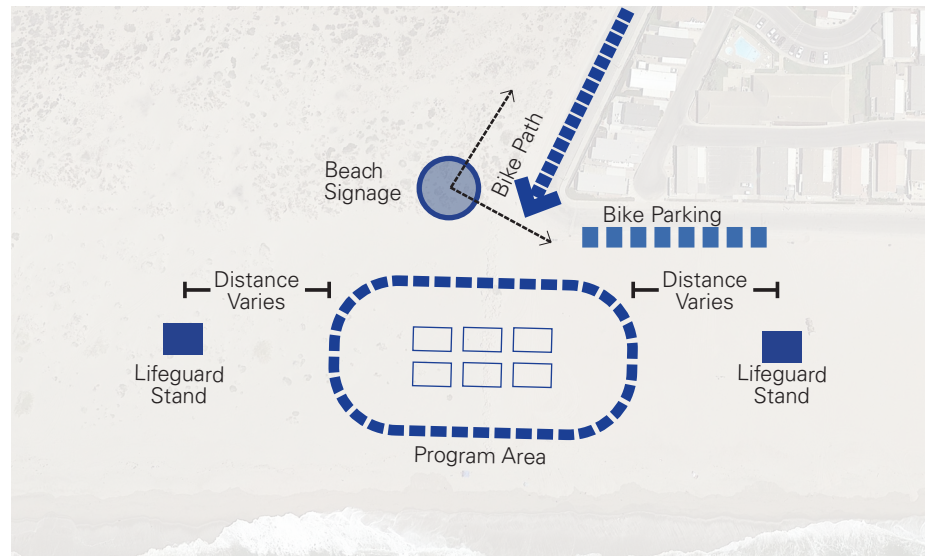 Beach
Signage
Bike Path
Bike Parking
Distance
Varies
Distance
Varies
Lifeguard
Stand
Lifeguard
Stand
Program Area